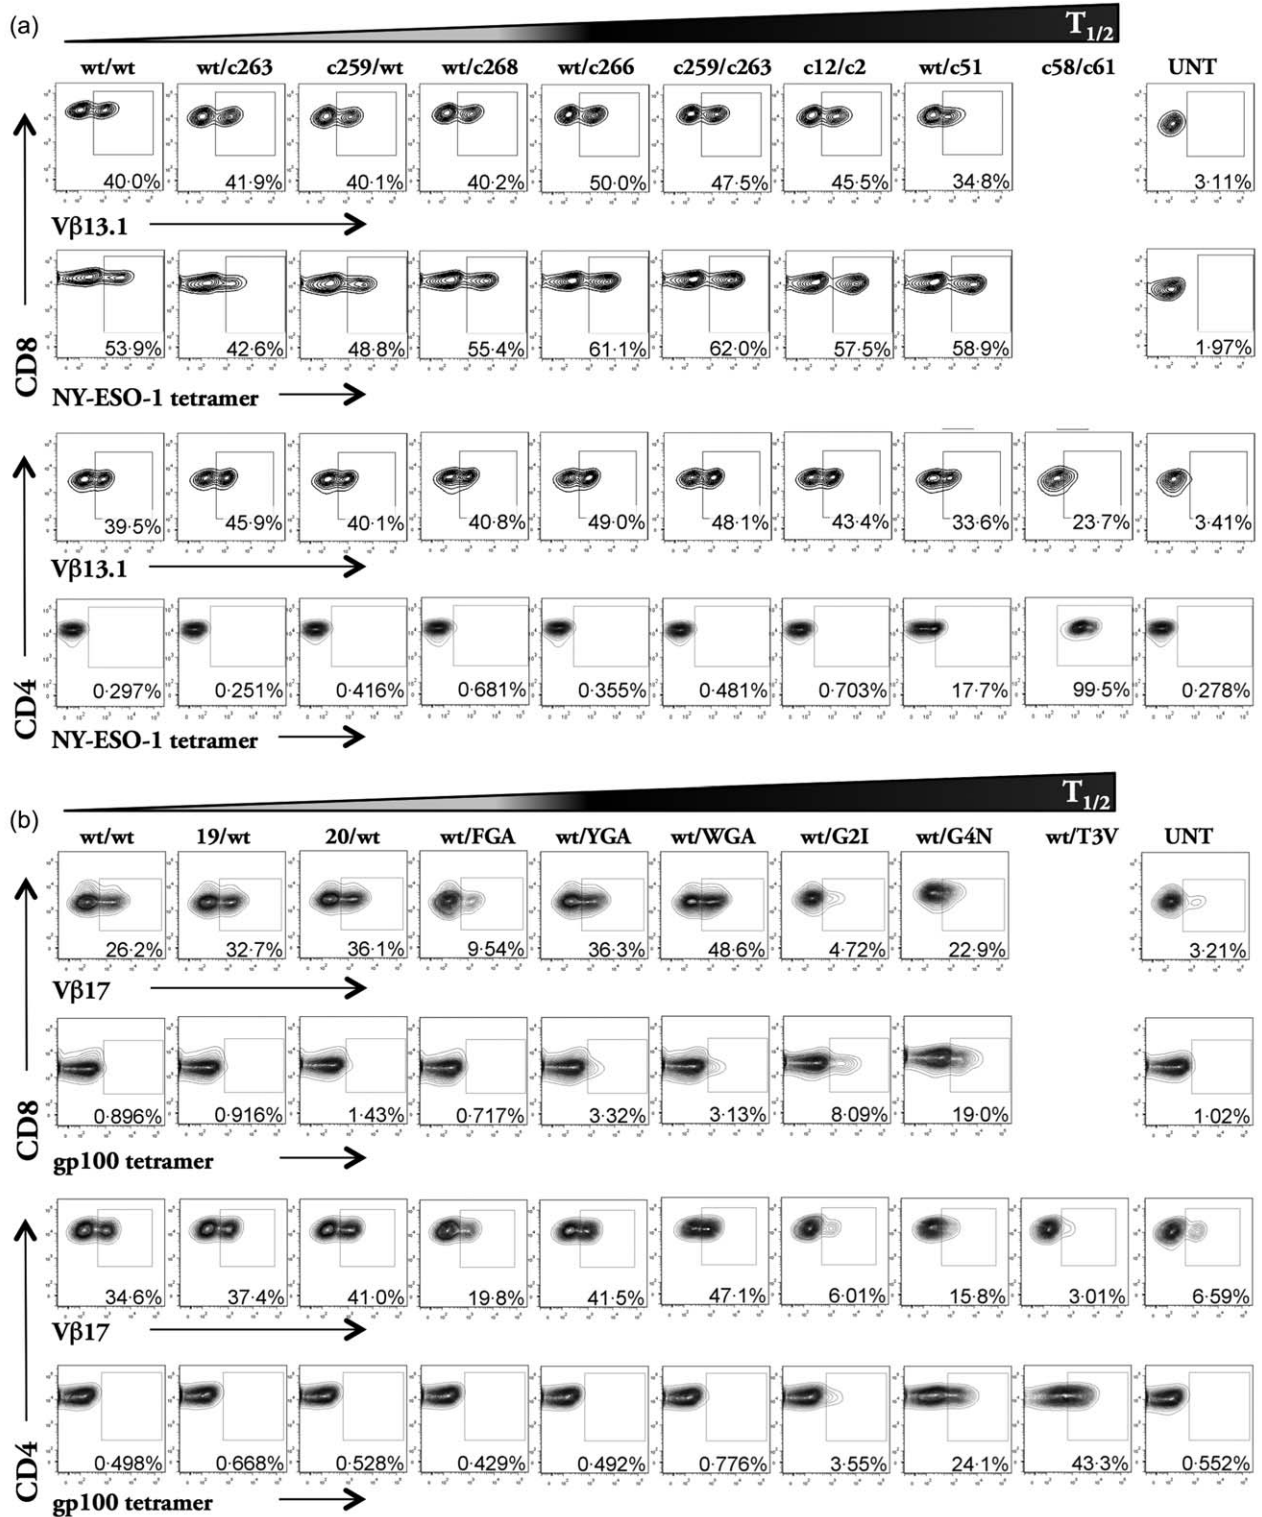 (a)
T1/2
wt/wt wt/c263 c259/wt wt/c268 wt/c266 c259/c263 c12/c2 wt/c51 c58/c61 UNT
40·0% 41·9% 40·1% 40·2% 50·0% 47·5% 45·5% 34·8% 3·11%
Vβ13.1
53·9% 42·6% 48·8% 55·4% 61·1% 62·0% 57·5% 58·9% 1·97%
CD8
NY-ESO-1 tetramer
39·5% 45·9% 40·1% 40·8% 49·0% 48·1% 43·4% 33·6% 23·7% 3·41%
Vβ13.1
0·297% 0·251% 0·416% 0·681% 0·355% 0·481% 0·703% 17·7% 99·5% 0·278%
CD4
NY-ESO-1 tetramer
(b)
T1/2
wt/wt 19/wt 20/wt wt/FGA wt/YGA wt/WGA wt/G2I wt/G4N wt/T3V UNT
26·2% 32·7% 36·1% 9·54% 36·3% 48·6% 4·72% 22·9% 3·21%
Vβ17
0·896% 0·916% 1·43% 0·717% 3·32% 3·13% 8·09% 19·0% 1·02%
CD8
gp100 tetramer
34·6% 37·4% 41·0% 19·8% 41·5% 47·1% 6·01% 15·8% 3·01% 6·59%
Vβ17
0·498% 0·668% 0·528% 0·429% 0·492% 0·776% 3·55% 24·1% 43·3% 0·552%
CD4
gp100 tetramer